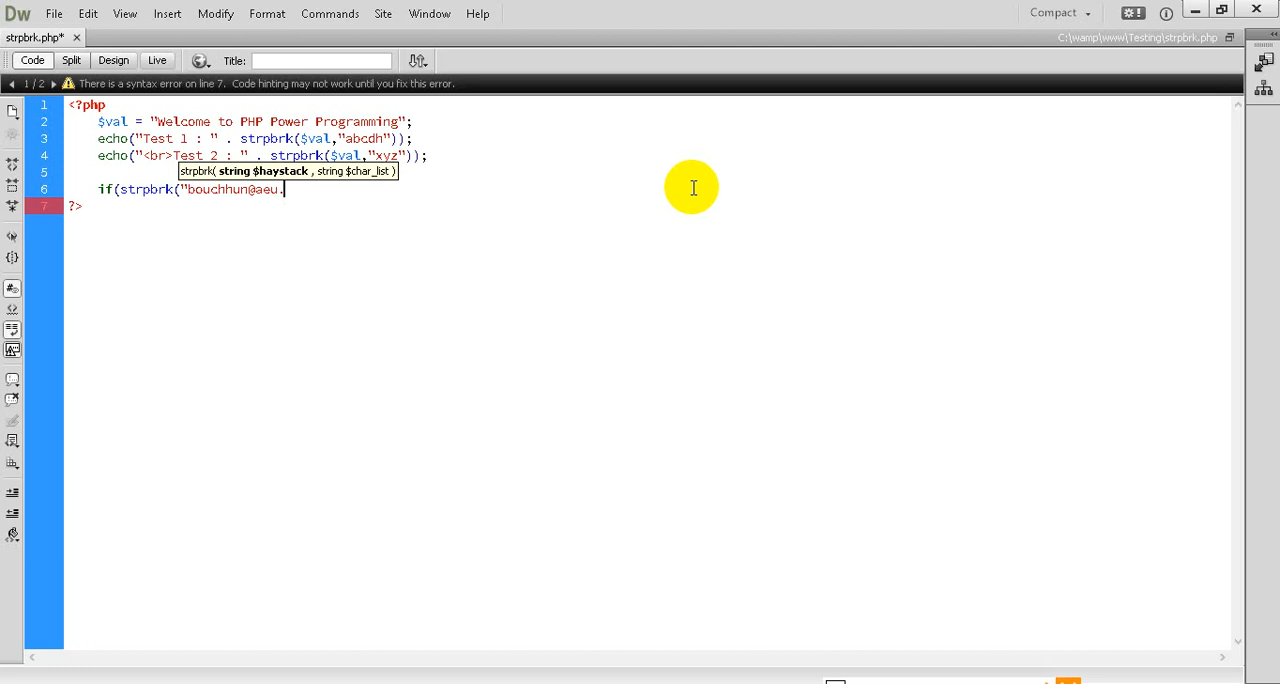 Dw File Edit View Insert Modify Format Commands Site Window Help Compact
strpbrk.php* C:\wamp\www\Testing\strpbrk.php
Code Split Design Live Title:
1 / 2 There is a syntax error on line 7. Code hinting may not work until you fix this error.
1 <?php
2 $val = "Welcome to PHP Power Programming";
3 echo("Test 1 : " . strpbrk($val,"abcdh"));
4 echo("<br>Test 2 : " . strpbrk($val,"xyz"));
5 strpbrk( string $haystack , string $char_list )
6 if(strpbrk("bouchhun@aeu.
7 ?>